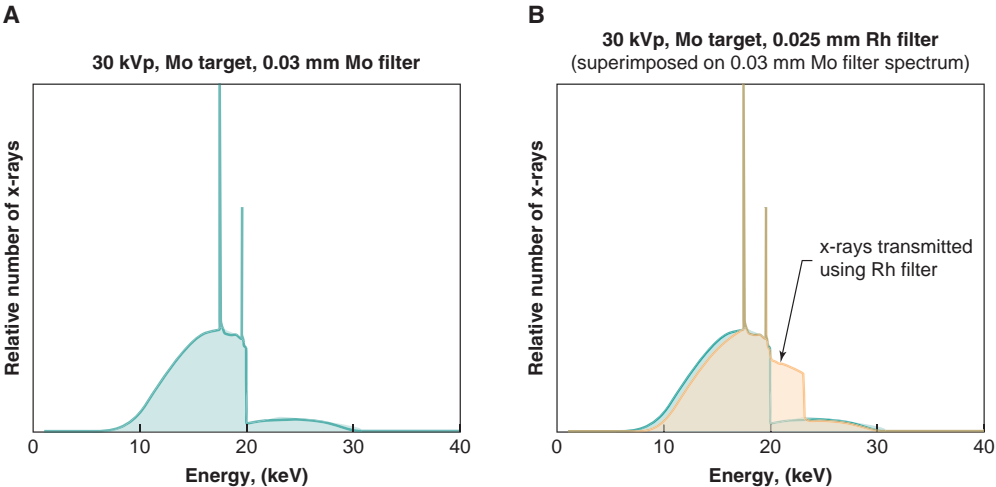 A
30 kVp, Mo target, 0.03 mm Mo filter
Relative number of x-rays
0 10 20 30 40
Energy, (keV)
B
30 kVp, Mo target, 0.025 mm Rh filter
(superimposed on 0.03 mm Mo filter spectrum)
Relative number of x-rays
x-rays transmitted
using Rh filter
0 10 20 30 40
Energy, (keV)